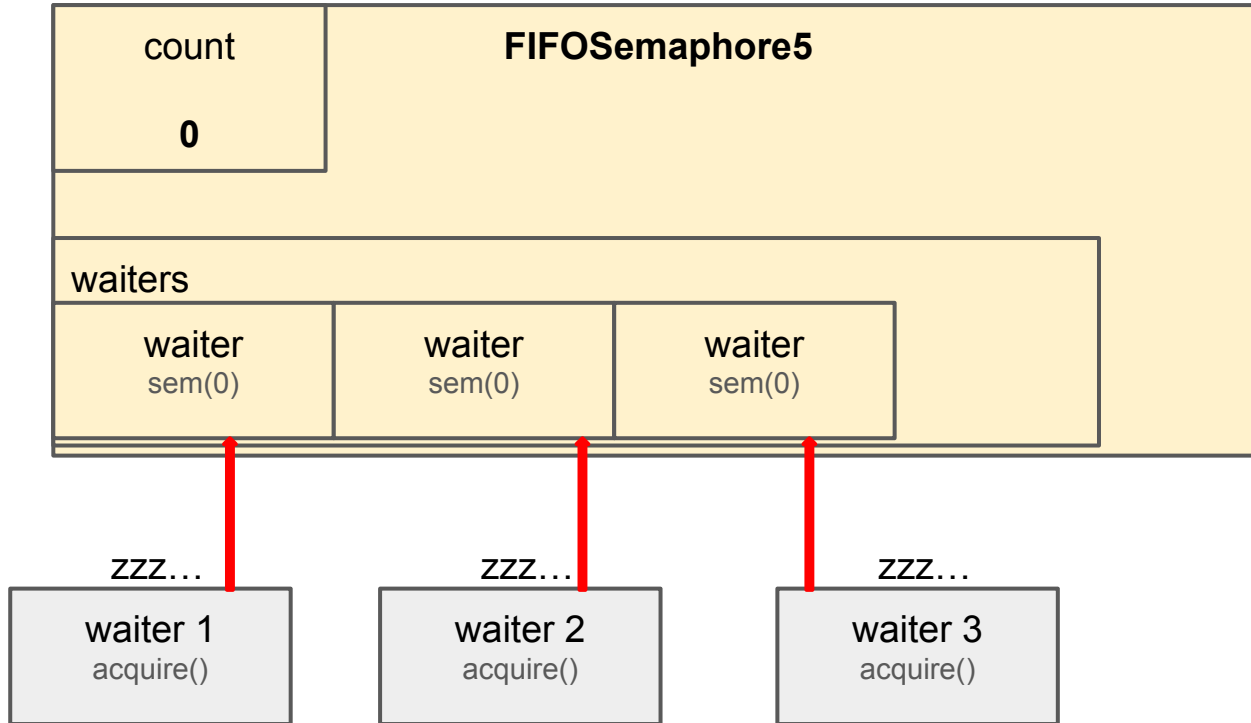 count
FIFOSemaphore5
0
waiters
waiter
sem(0)
waiter
sem(0)
waiter
sem(0)
zzz…
zzz…
zzz…
waiter 1
acquire()
waiter 2
acquire()
waiter 3
acquire()